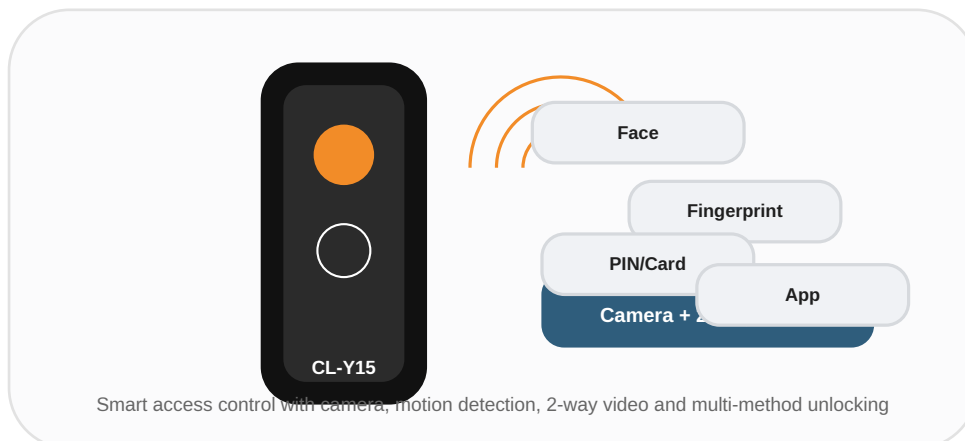 Face
Fingerprint
PIN/Card
App
Camera +
CL-Y15
Smart access control with camera, motion detection, 2-way video and multi-method unlocking